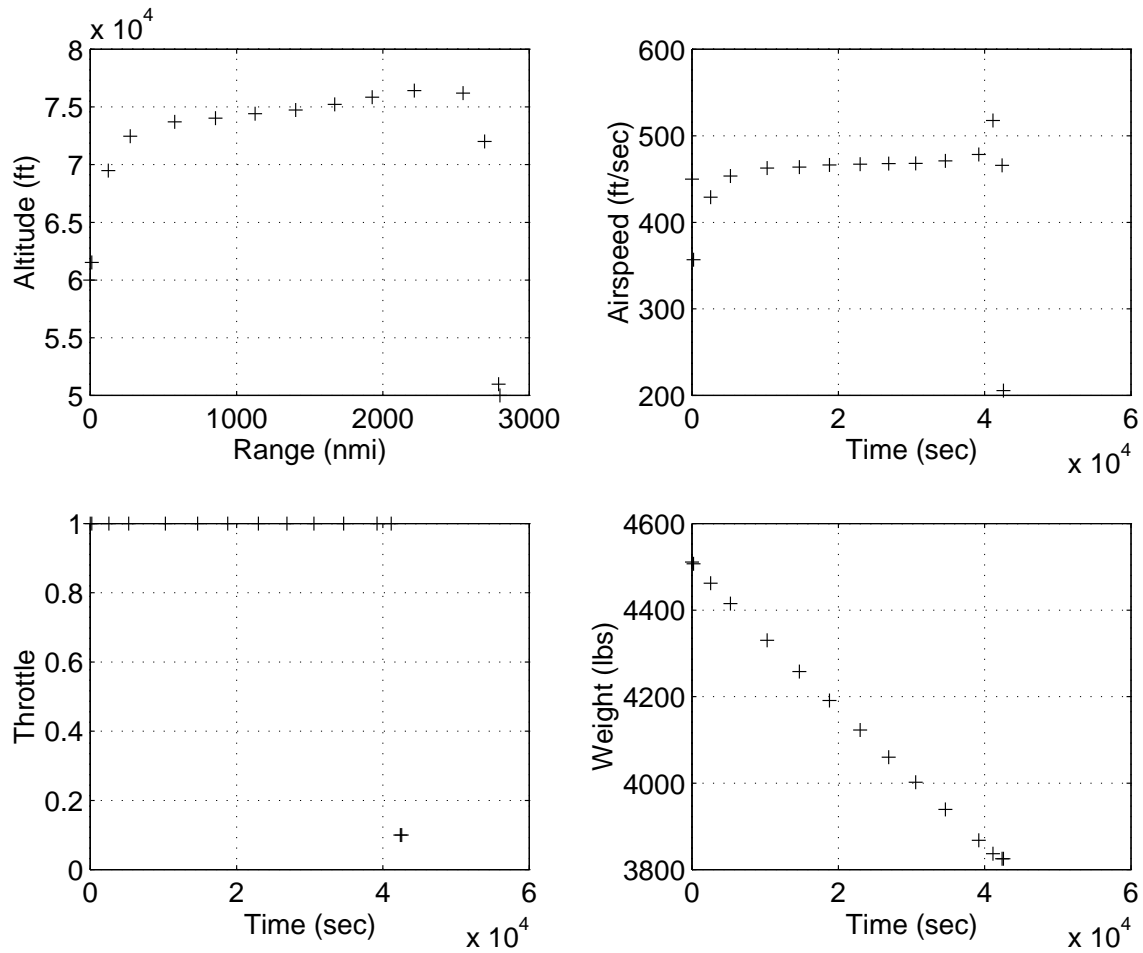 x 10^4
8
7.5
7
6.5
6
5.5
5
0 1000 2000 3000
Altitude (ft)
Range (nmi)
600
500
400
300
200
0 2 4 6
Airspeed (ft/sec)
Time (sec)
x 10^4
1
0.8
0.6
0.4
0.2
0
0 2 4 6
Throttle
Time (sec)
x 10^4
4600
4400
4200
4000
3800
0 2 4 6
Weight (lbs)
Time (sec)
x 10^4